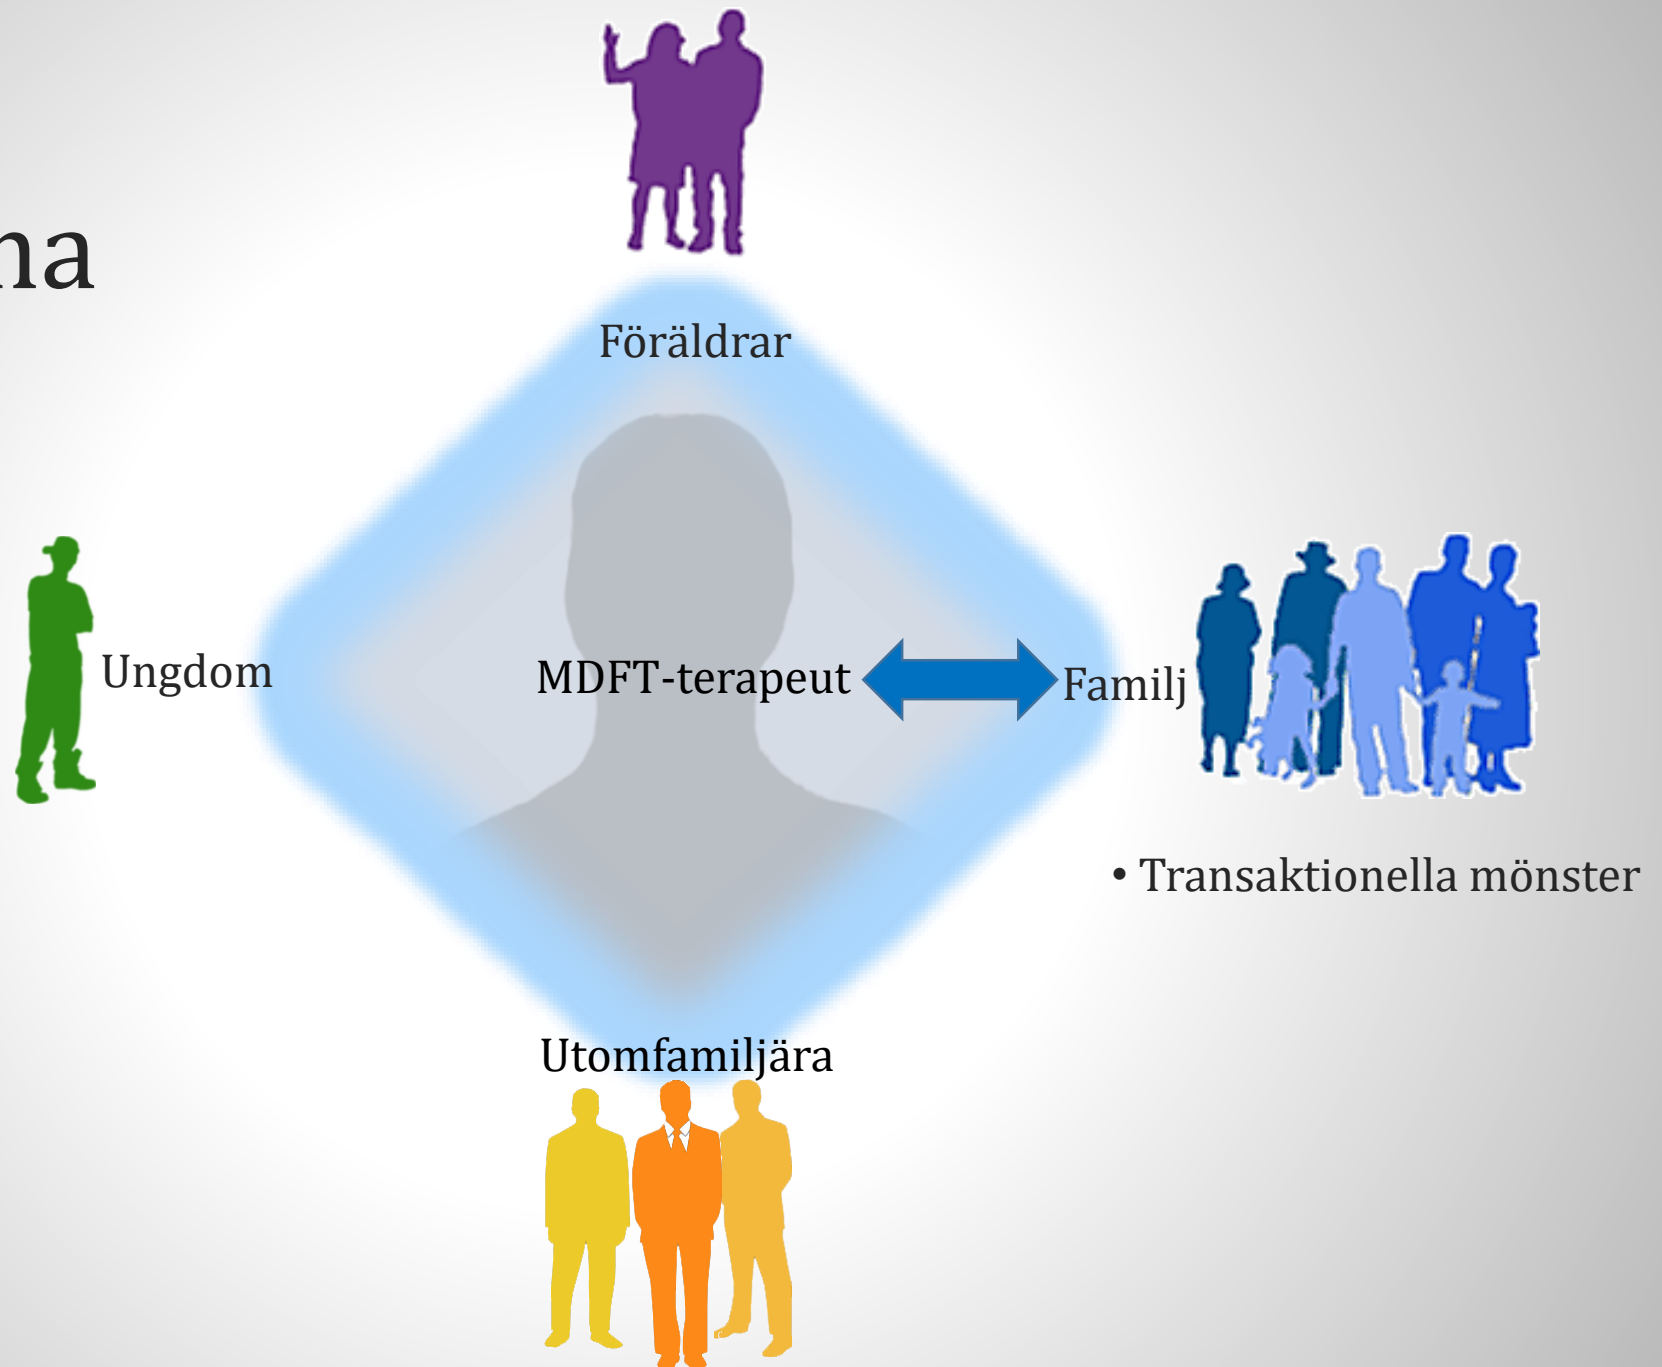 na
Föräldrar
Ungdom
MDFT-terapeut
Familj
• Transaktionella mönster
Utomfamiljära